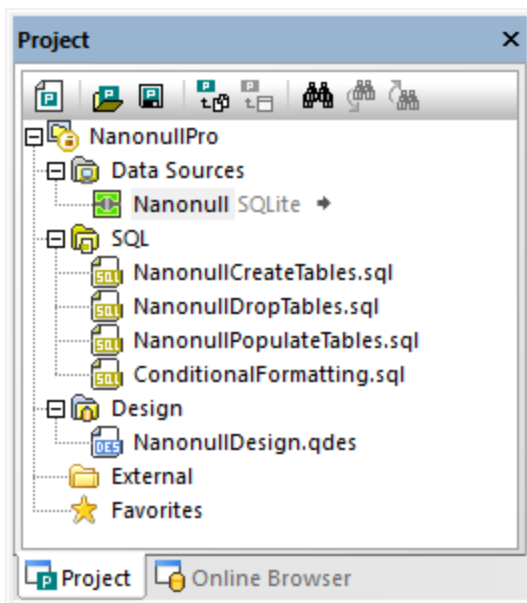 Project
NanonullPro
Data Sources
Nanonull SQLite
SQL
NanonullCreateTables.sql
NanonullDropTables.sql
NanonullPopulateTables.sql
ConditionalFormatting.sql
Design
NanonullDesign.qdes
External
Favorites
Project Online Browser